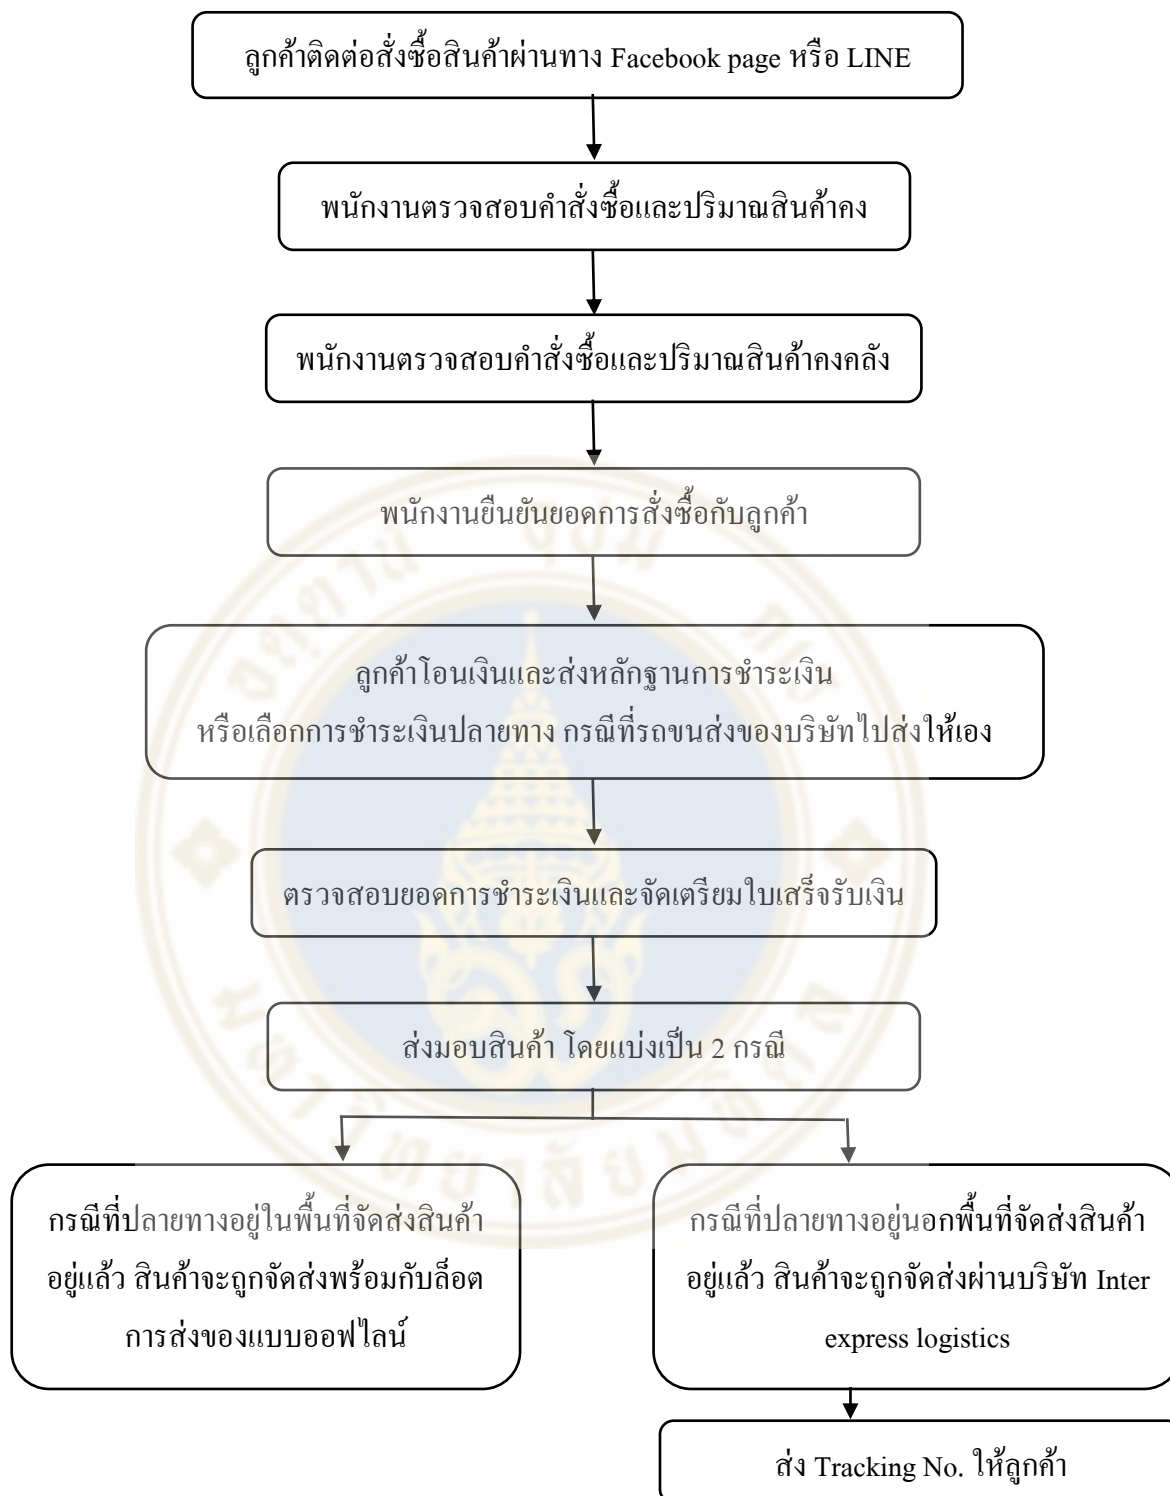 ลูกค้าติดต่อสั่งซื้อสินค้าผ่านทาง Facebook page หรือ LINE
พนักงานตรวจสอบคำสั่งซื้อและปริมาณสินค้าคง
พนักงานตรวจสอบคำสั่งซื้อและปริมาณสินค้าคงคลัง
พนักงานยืนยันยอดการสั่งซื้อกับลูกค้า
ลูกค้าโอนเงินและส่งหลักฐานการชำระเงิน
หรือเลือกการชำระเงินปลายทาง กรณีที่รถขนส่งของบริษัทไปส่งให้เอง
ตรวจสอบยอดการชำระเงินและจัดเตรียมใบเสร็จรับเงิน
ส่งมอบสินค้า โดยแบ่งเป็น 2 กรณี
กรณีที่ปลายทางอยู่ในพื้นที่จัดส่งสินค้า
อยู่แล้ว สินค้าจะถูกจัดส่งพร้อมกับล็อต
การส่งของแบบออฟไลน์
กรณีที่ปลายทางอยู่นอกพื้นที่จัดส่งสินค้า
อยู่แล้ว สินค้าจะถูกจัดส่งผ่านบริษัท Inter
express logistics
ส่ง Tracking No. ให้ลูกค้า
มหาวิทยาลัยมหิดล